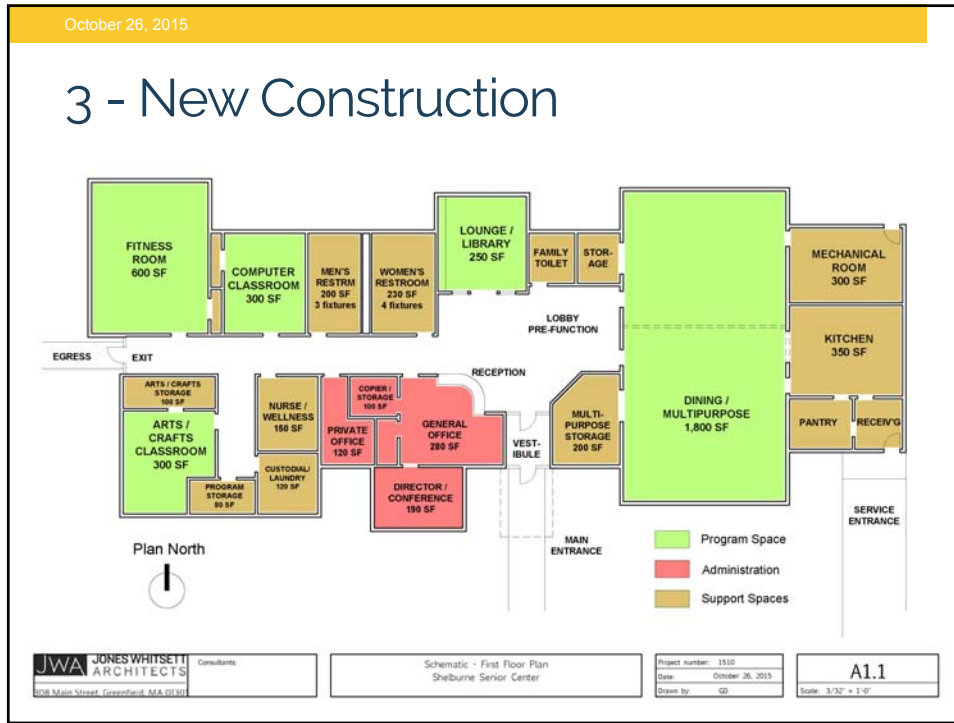 October 26, 2015
3 - New Construction
FITNESS
ROOM
600 SF
COMPUTER
CLASSROOM
300 SF
MEN'S
RESTRM
200 SF
3 fixtures
WOMEN'S
RESTROOM
230 SF
4 fixtures
LOUNGE /
LIBRARY
250 SF
FAMILY
TOILET
STOR-
AGE
MECHANICAL
ROOM
300 SF
LOBBY
PRE-FUNCTION
KITCHEN
350 SF
EGRESS
EXIT
RECEPTION
ARTS / CRAFTS
STORAGE
100 SF
ARTS /
CRAFTS
CLASSROOM
300 SF
NURSE /
WELLNESS
150 SF
COPIER /
STORAGE
100 SF
PRIVATE
OFFICE
120 SF
GENERAL
OFFICE
280 SF
VEST-
IBULE
MULTI-
PURPOSE
STORAGE
200 SF
DINING /
MULTIPURPOSE
1,800 SF
PANTRY
RECEIV'G
PROGRAM
STORAGE
80 SF
CUSTODIAL/
LAUNDRY
120 SF
DIRECTOR /
CONFERENCE
190 SF
MAIN
ENTRANCE
SERVICE
ENTRANCE
Plan North
Program Space
Administration
Support Spaces
JWA JONES WHITSETT
ARCHITECTS
308 Main Street, Greenfield, MA 01301
Consultants:
Schematic - First Floor Plan
Shelburne Senior Center
Project number: 1510
Date: October 26, 2015
Drawn by: GD
A1.1
Scale: 3/32" = 1'-0"